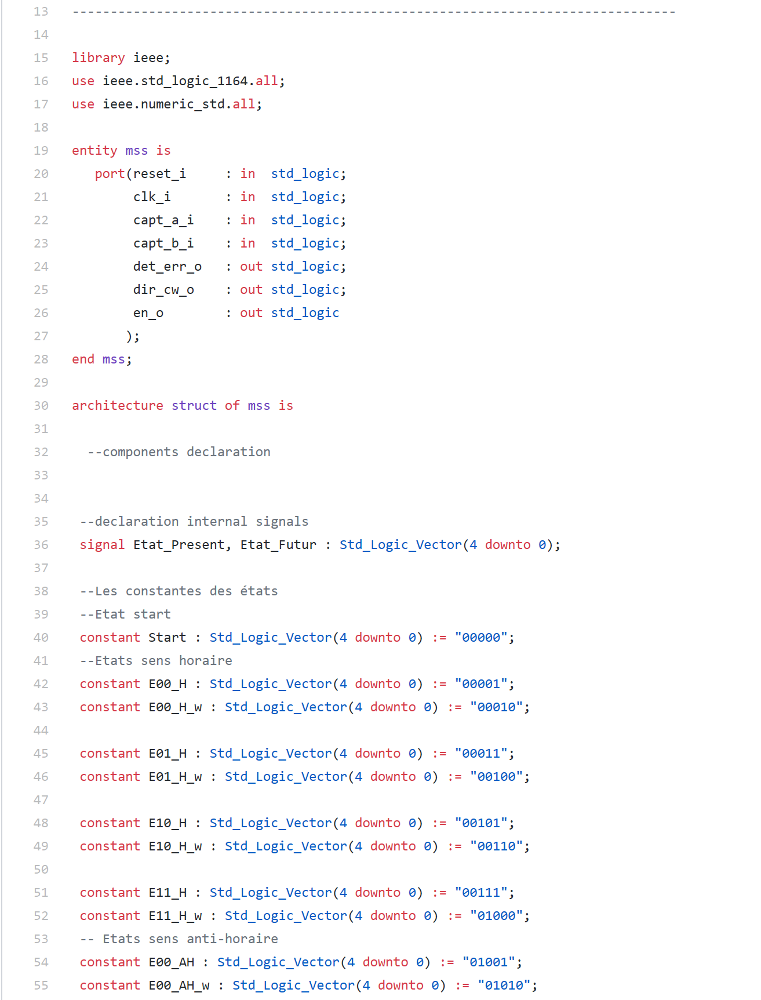 13 -------------------------------------------------------------------------------
14
15 library ieee;
16 use ieee.std_logic_1164.all;
17 use ieee.numeric_std.all;
18
19 entity mss is
20    port(reset_i     : in  std_logic;
21         clk_i       : in  std_logic;
22         capt_a_i    : in  std_logic;
23         capt_b_i    : in  std_logic;
24         det_err_o   : out std_logic;
25         dir_cw_o    : out std_logic;
26         en_o        : out std_logic
27        );
28 end mss;
29
30 architecture struct of mss is
31
32   --components declaration
33
34
35  --declaration internal signals
36  signal Etat_Present, Etat_Futur : Std_Logic_Vector(4 downto 0);
37
38  --Les constantes des états
39  --Etat start
40  constant Start : Std_Logic_Vector(4 downto 0) := "00000";
41  --Etats sens horaire
42  constant E00_H : Std_Logic_Vector(4 downto 0) := "00001";
43  constant E00_H_w : Std_Logic_Vector(4 downto 0) := "00010";
44
45  constant E01_H : Std_Logic_Vector(4 downto 0) := "00011";
46  constant E01_H_w : Std_Logic_Vector(4 downto 0) := "00100";
47
48  constant E10_H : Std_Logic_Vector(4 downto 0) := "00101";
49  constant E10_H_w : Std_Logic_Vector(4 downto 0) := "00110";
50
51  constant E11_H : Std_Logic_Vector(4 downto 0) := "00111";
52  constant E11_H_w : Std_Logic_Vector(4 downto 0) := "01000";
53  -- Etats sens anti-horaire
54  constant E00_AH : Std_Logic_Vector(4 downto 0) := "01001";
55  constant E00_AH_w : Std_Logic_Vector(4 downto 0) := "01010";